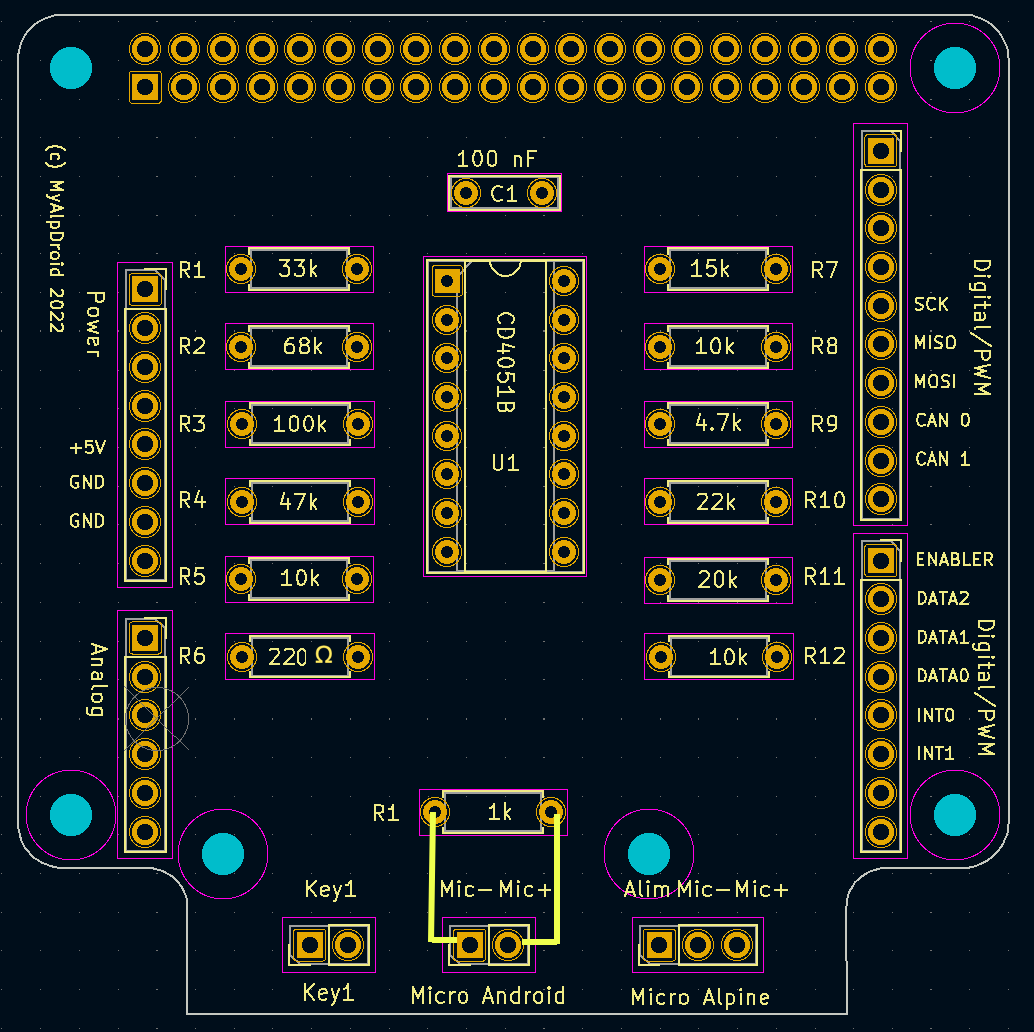 100 nF
C1
(c) MyAlpDroid 2022
Power
+5V
GND
GND
Analog
R1
33k
R2
68k
R3
100k
R4
47k
R5
10k
R6
220 Ω
CD4051B
U1
15k
R7
10k
R8
4.7k
R9
22k
R10
20k
R11
10k
R12
Digital/PWM
SCK
MISO
MOSI
CAN 0
CAN 1
ENABLER
DATA2
DATA1
DATA0
INT0
INT1
Digital/PWM
R1
1k
Key1
Mic-Mic+
Alim Mic-Mic+
Key1
Micro Android
Micro Alpine